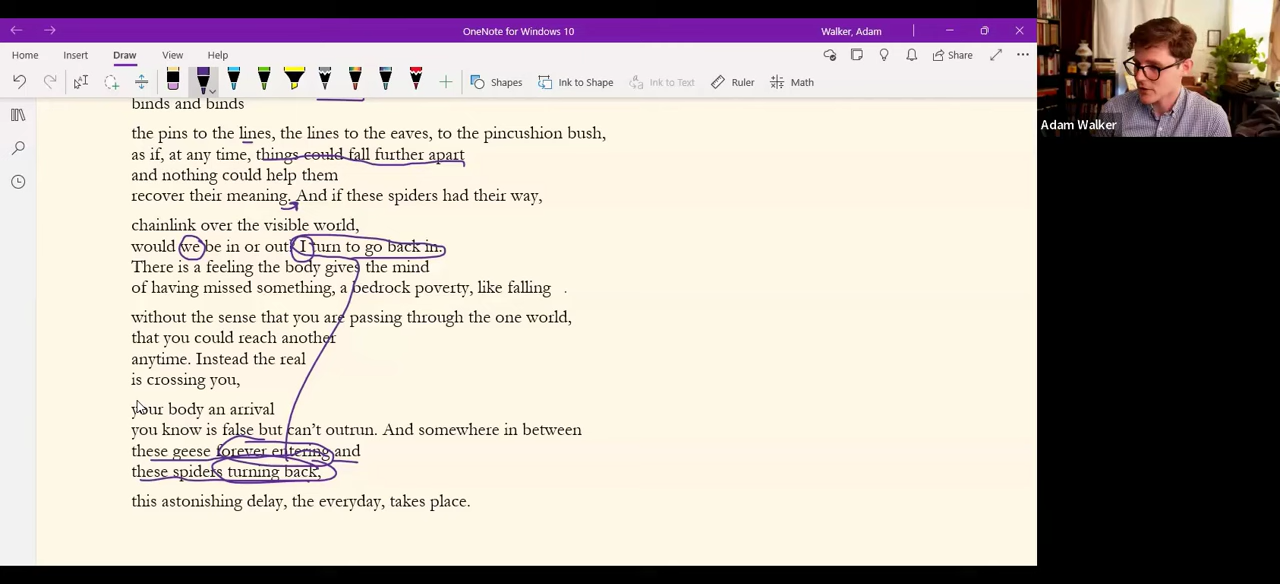 OneNote for Windows 10
Walker, Adam
Home Insert Draw View Help
Share
Shapes
Ink to Shape
Ink to Text
Ruler
Math
Adam Walker
binds and binds
the pins to the lines, the lines to the eaves, to the pincushion bush,
as if, at any time, things could fall further apart
and nothing could help them
recover their meaning. And if these spiders had their way,
chainlink over the visible world,
would we be in or out? I turn to go back in.
There is a feeling the body gives the mind
of having missed something, a bedrock poverty, like falling
without the sense that you are passing through the one world,
that you could reach another
anytime. Instead the real
is crossing you,
your body an arrival
you know is false but can't outrun. And somewhere in between
these geese forever entering and
these spiders turning back,
this astonishing delay, the everyday, takes place.